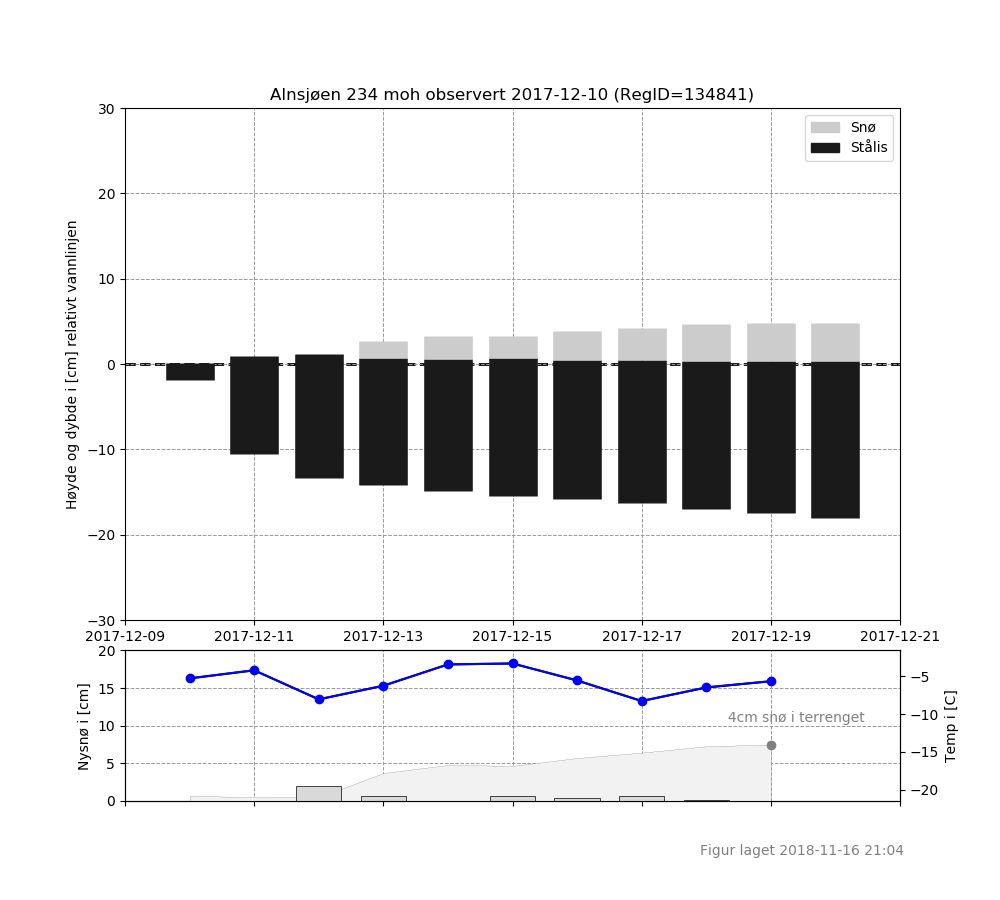 Alnsjøen 234 moh observert 2017-12-10 (RegID=134841)
Snø
Stålis
Høyde og dybde i [cm] relativt vannlinjen
30
20
10
0
−10
−20
−30
2017-12-09 2017-12-11 2017-12-13 2017-12-15 2017-12-17 2017-12-19 2017-12-21
Nysnø i [cm]
20
15
10
5
0
4cm snø i terrenget
−5
−10
−15
−20
Temp i [C]
Figur laget 2018-11-16 21:04